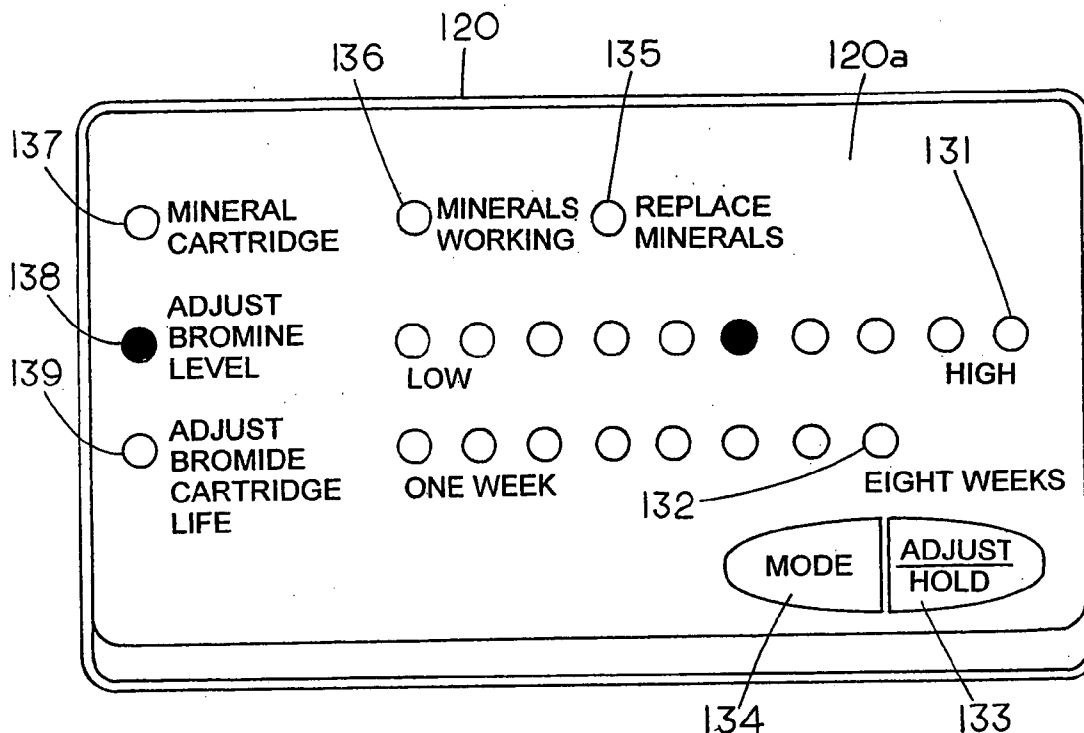 120
136
135
120a
137
131
MINERAL
CARTRIDGE
MINERALS
WORKING
REPLACE
MINERALS
138
ADJUST
BROMINE
LEVEL
LOW
HIGH
139
ADJUST
BROMIDE
CARTRIDGE
LIFE
ONE WEEK
132
EIGHT WEEKS
MODE
ADJUST
HOLD
134
133